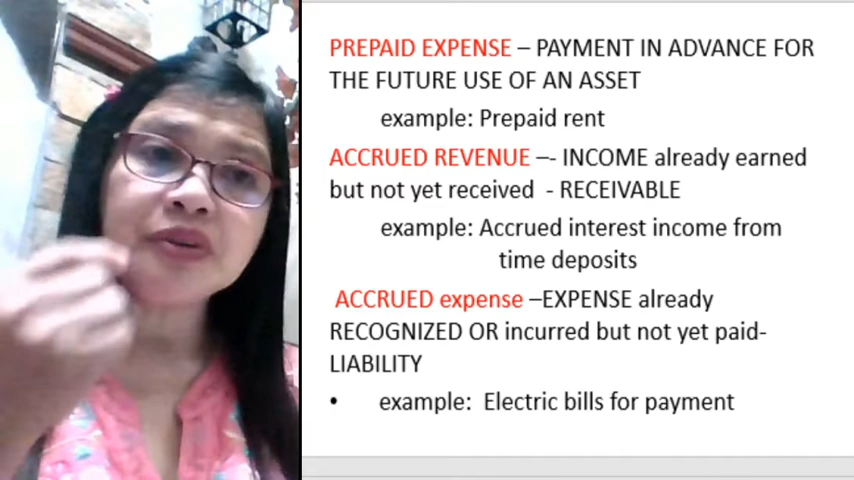 PREPAID EXPENSE – PAYMENT IN ADVANCE FOR
THE FUTURE USE OF AN ASSET
example: Prepaid rent
ACCRUED REVENUE –- INCOME already earned
but not yet received - RECEIVABLE
example: Accrued interest income from
time deposits
ACCRUED expense –EXPENSE already
RECOGNIZED OR incurred but not yet paid-
LIABILITY
• example: Electric bills for payment